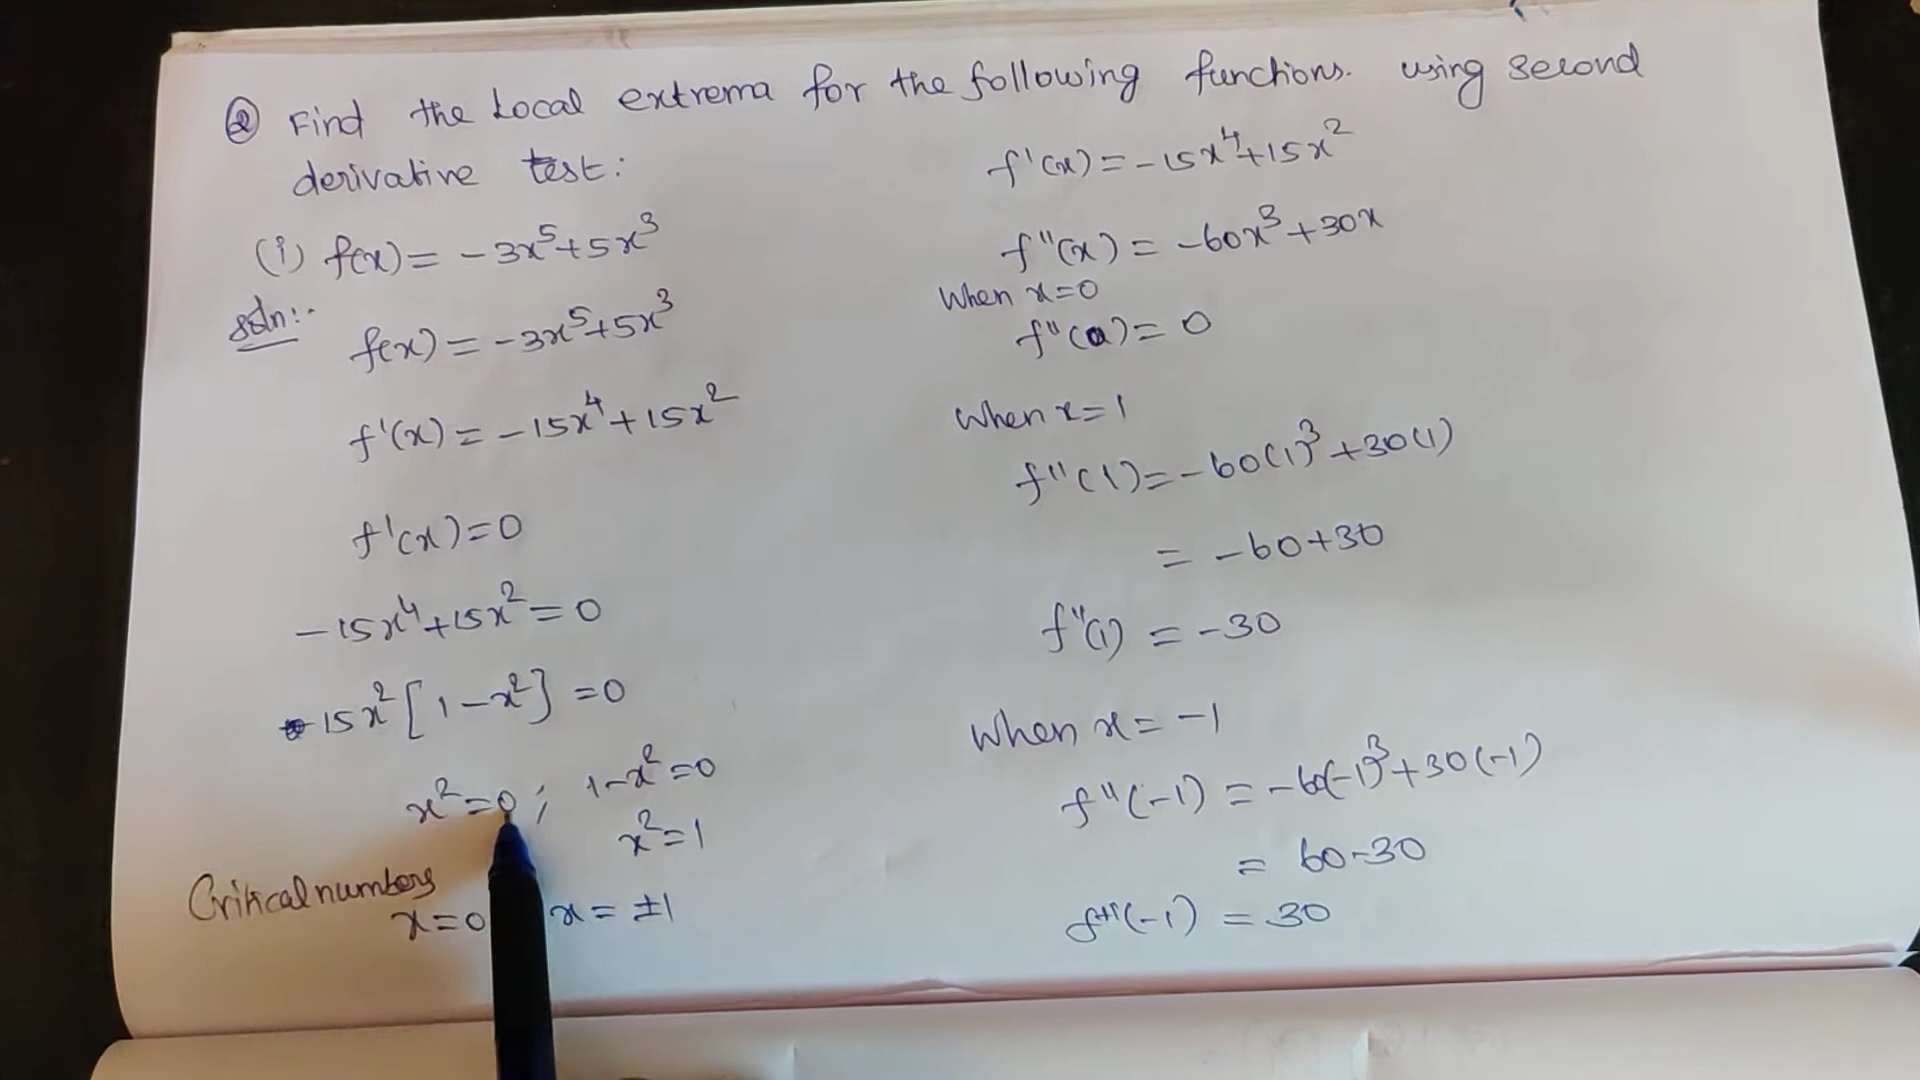 ② Find the Local extrema for the following functions. using second
derivative test:
(i) f(x) = -3x⁵+5x³
Soln:-
f(x) = -3x⁵+5x³
f'(x) = -15x⁴+15x²
f'(x)=0
-15x⁴+15x²=0
15x²[1-x²]=0
x²=0; 1-x²=0
x²=1
Critical numbers
x=0 x=±1
f'(x)=-15x⁴+15x²
f''(x) = -60x³+30x
When x=0
f''(0)=0
When x=1
f''(1)=-60(1)³+30(1)
= -60+30
f''(1) = -30
When x=-1
f''(-1) = -60(-1)³+30(-1)
= 60-30
f''(-1) = 30